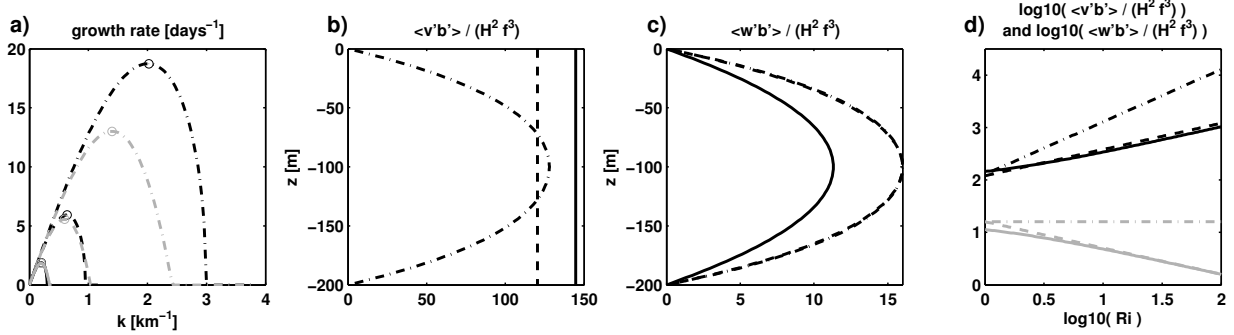 log10( <v'b'> / (H² f³) )
a) growth rate [days⁻¹]
b) <v'b'> / (H² f³)
c) <w'b'> / (H² f³)
d) and log10( <w'b'> / (H² f³) )
20
15
10
5
0
0 1 2 3 4
k [km⁻¹]
0
−50
−100
−150
−200
z [m]
0 50 100 150
0
−50
−100
−150
−200
z [m]
0 5 10 15
5
4
3
2
1
0
0 0.5 1 1.5 2
log10( Ri )